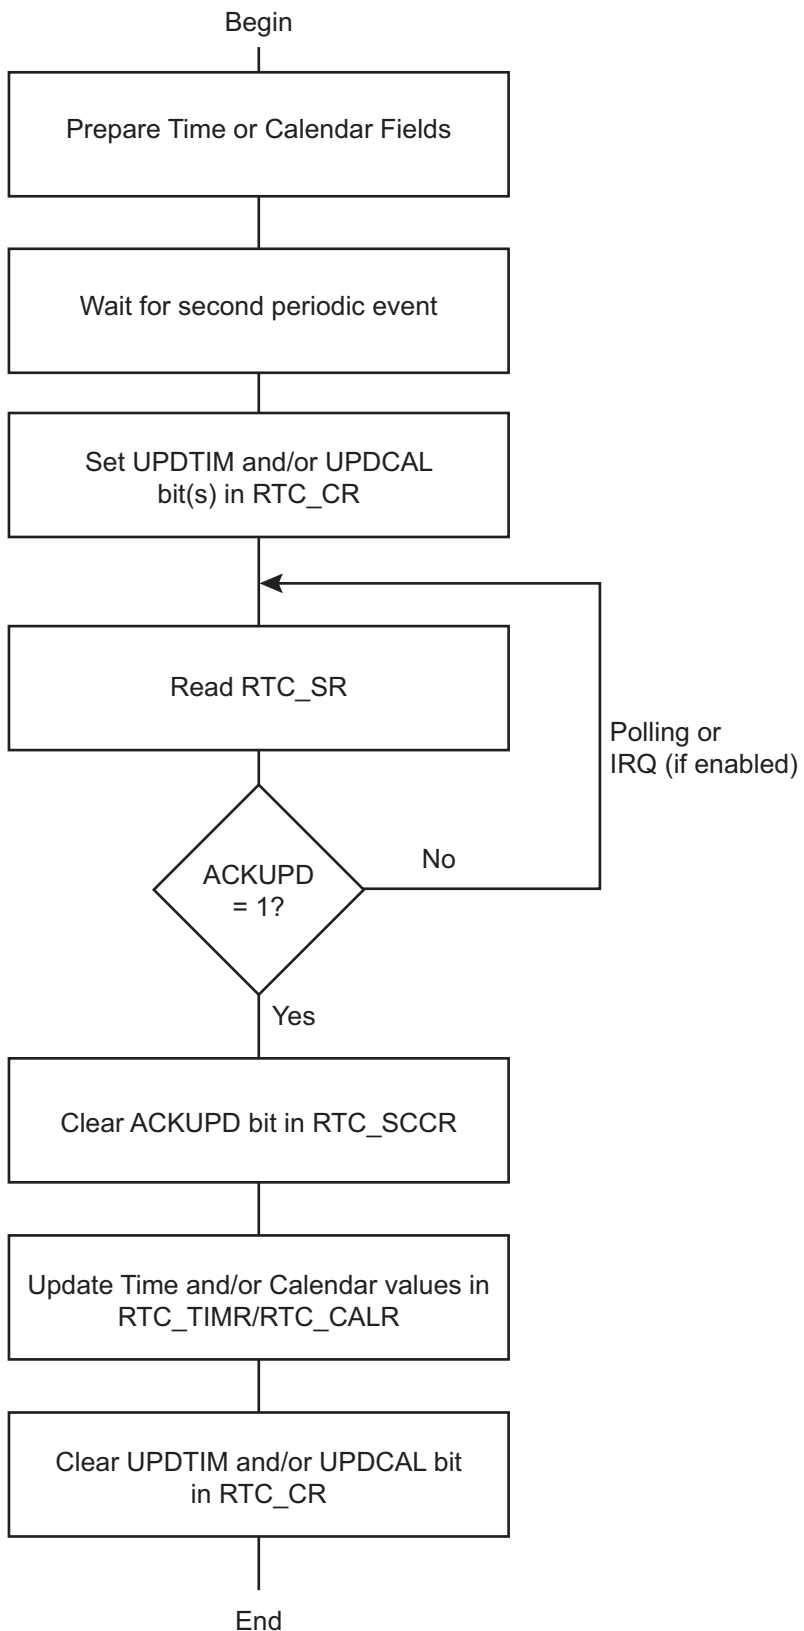 Begin
Prepare Time or Calendar Fields
Wait for second periodic event
Set UPDTIM and/or UPDCAL
bit(s) in RTC_CR
Read RTC_SR
Polling or
IRQ (if enabled)
ACKUPD
= 1?
No
Yes
Clear ACKUPD bit in RTC_SCCR
Update Time and/or Calendar values in
RTC_TIMR/RTC_CALR
Clear UPDTIM and/or UPDCAL bit
in RTC_CR
End